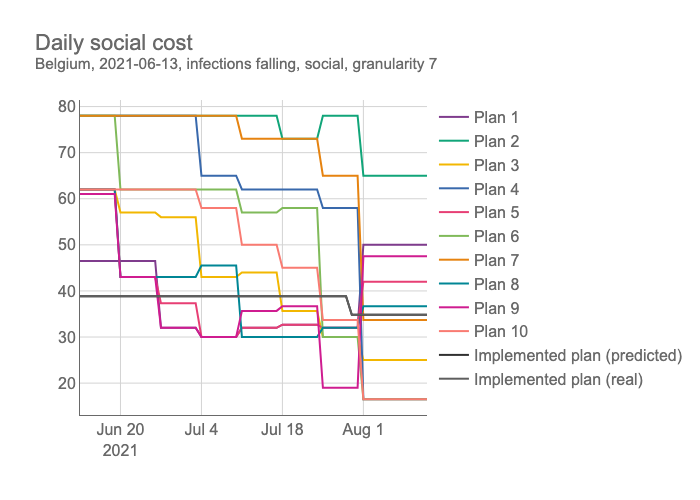 Daily social cost
Belgium, 2021-06-13, infections falling, social, granularity 7
80
70
60
50
40
30
20
Jun 20
2021
Jul 4
Jul 18
Aug 1
Plan 1
Plan 2
Plan 3
Plan 4
Plan 5
Plan 6
Plan 7
Plan 8
Plan 9
Plan 10
Implemented plan (predicted)
Implemented plan (real)